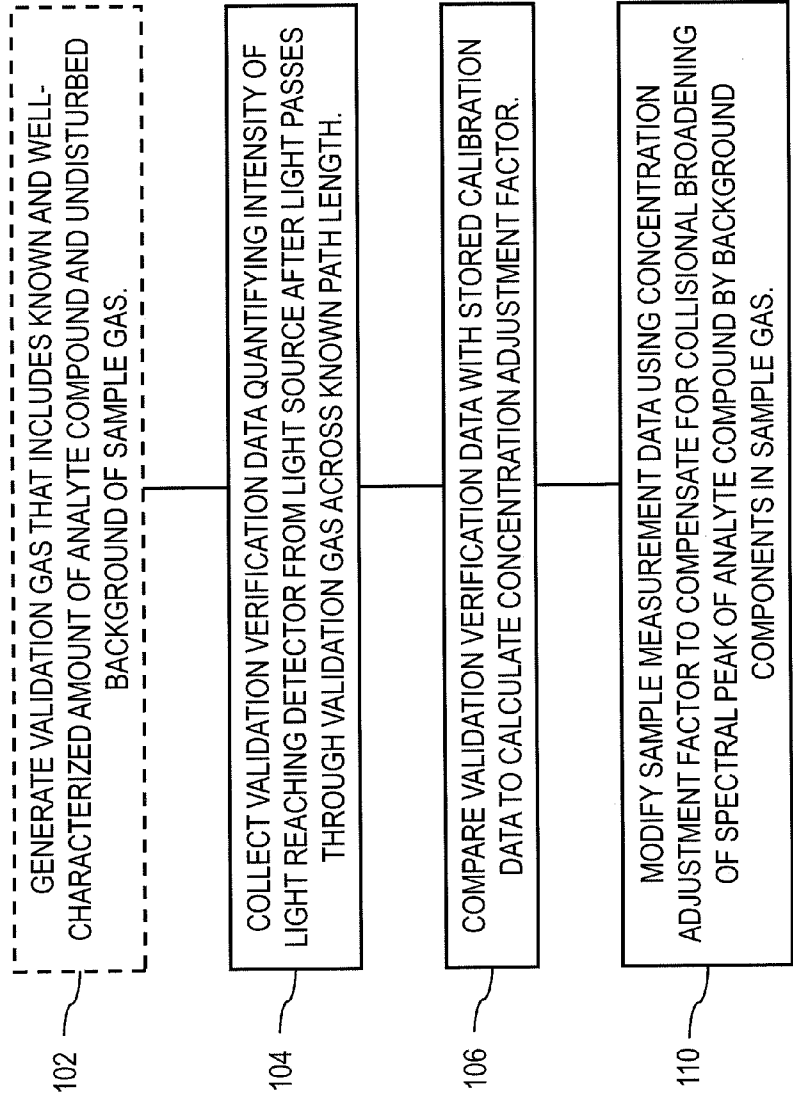 102
GENERATE VALIDATION GAS THAT INCLUDES KNOWN AND WELL-
CHARACTERIZED AMOUNT OF ANALYTE COMPOUND AND UNDISTURBED
BACKGROUND OF SAMPLE GAS.
104
COLLECT VALIDATION VERIFICATION DATA QUANTIFYING INTENSITY OF
LIGHT REACHING DETECTOR FROM LIGHT SOURCE AFTER LIGHT PASSES
THROUGH VALIDATION GAS ACROSS KNOWN PATH LENGTH.
106
COMPARE VALIDATION VERIFICATION DATA WITH STORED CALIBRATION
DATA TO CALCULATE CONCENTRATION ADJUSTMENT FACTOR.
110
MODIFY SAMPLE MEASUREMENT DATA USING CONCENTRATION
ADJUSTMENT FACTOR TO COMPENSATE FOR COLLISIONAL BROADENING
OF SPECTRAL PEAK OF ANALYTE COMPOUND BY BACKGROUND
COMPONENTS IN SAMPLE GAS.